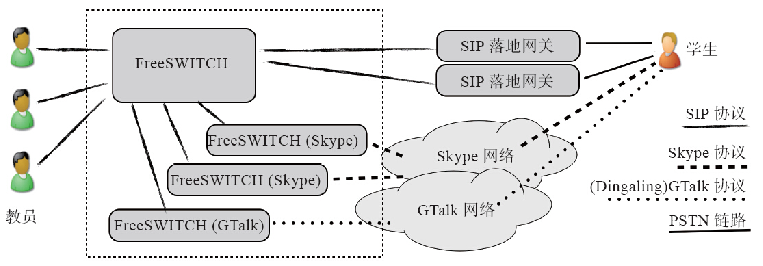 FreeSWITCH
SIP 落地网关
SIP 落地网关
学生
SIP 协议
FreeSWITCH (Skype)
Skype 网络
Skype 协议
FreeSWITCH (Skype)
(Dingaling)GTalk 协议
GTalk 网络
教员
FreeSWITCH (GTalk)
PSTN 链路